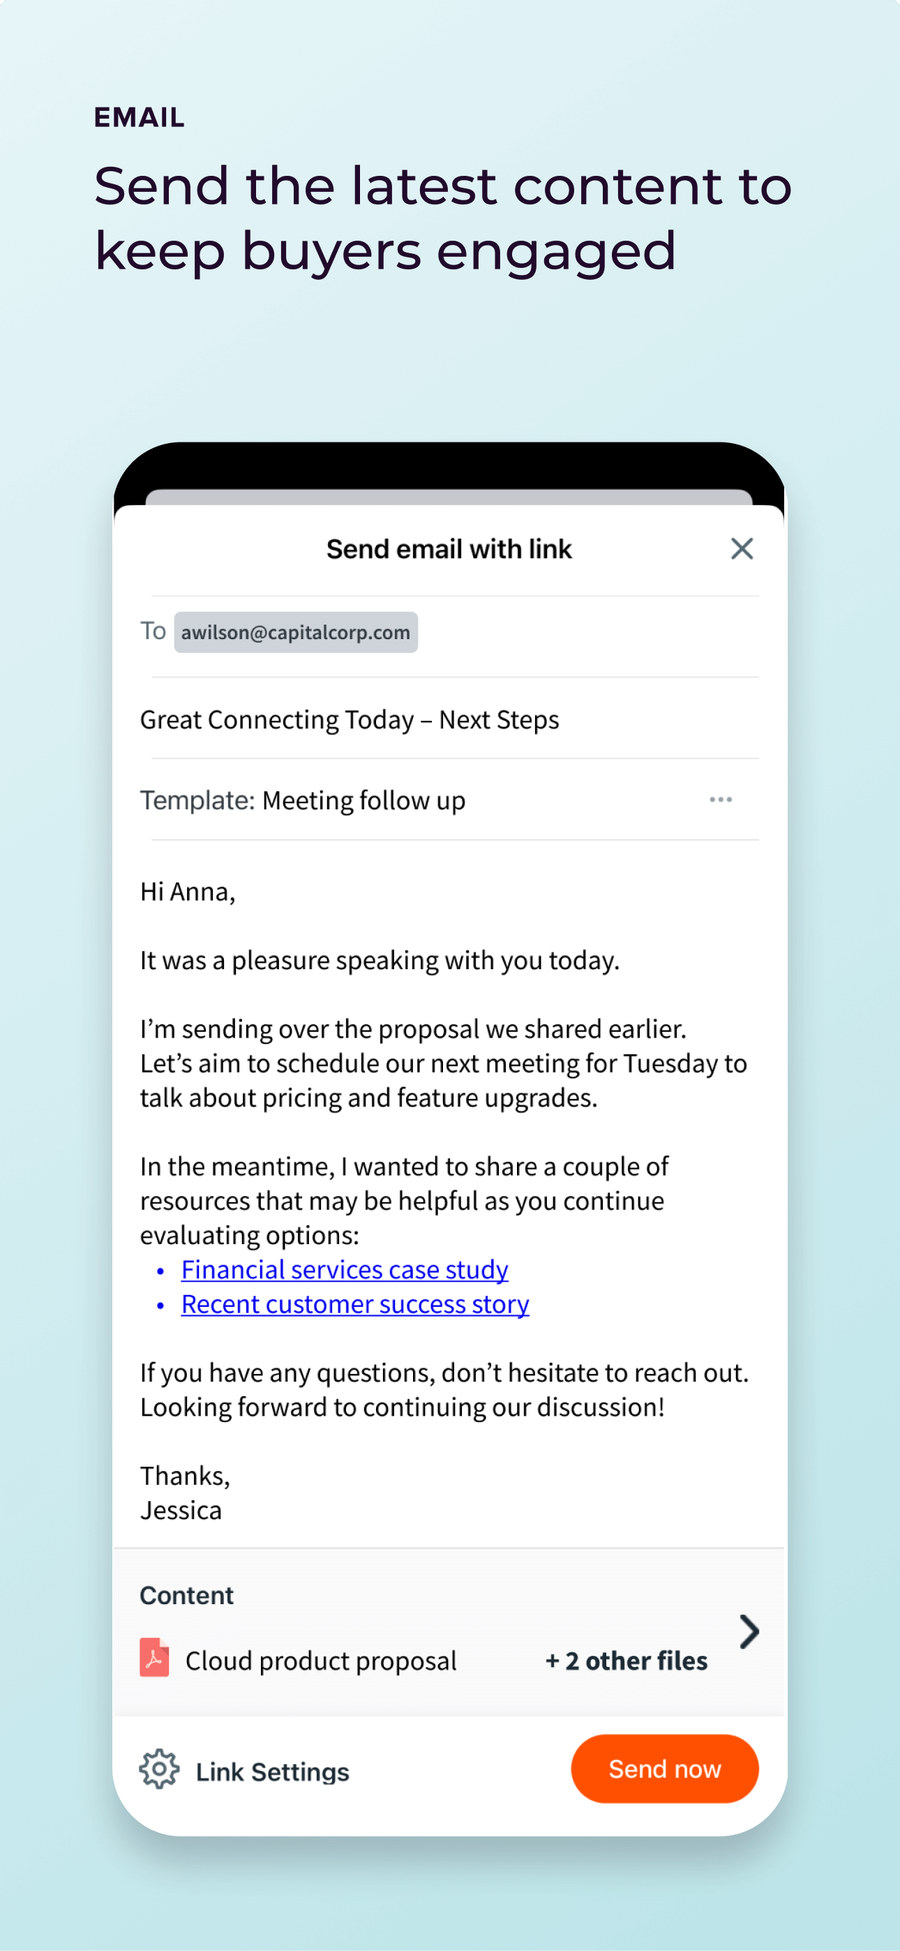 EMAIL
Send the latest content to
keep buyers engaged
Send email with link
To awilson@capitalcorp.com
Great Connecting Today – Next Steps
Template: Meeting follow up
Hi Anna,
It was a pleasure speaking with you today.
I’m sending over the proposal we shared earlier.
Let’s aim to schedule our next meeting for Tuesday to
talk about pricing and feature upgrades.
In the meantime, I wanted to share a couple of
resources that may be helpful as you continue
evaluating options:
• Financial services case study
• Recent customer success story
If you have any questions, don’t hesitate to reach out.
Looking forward to continuing our discussion!
Thanks,
Jessica
Content
Cloud product proposal + 2 other files
Link Settings Send now